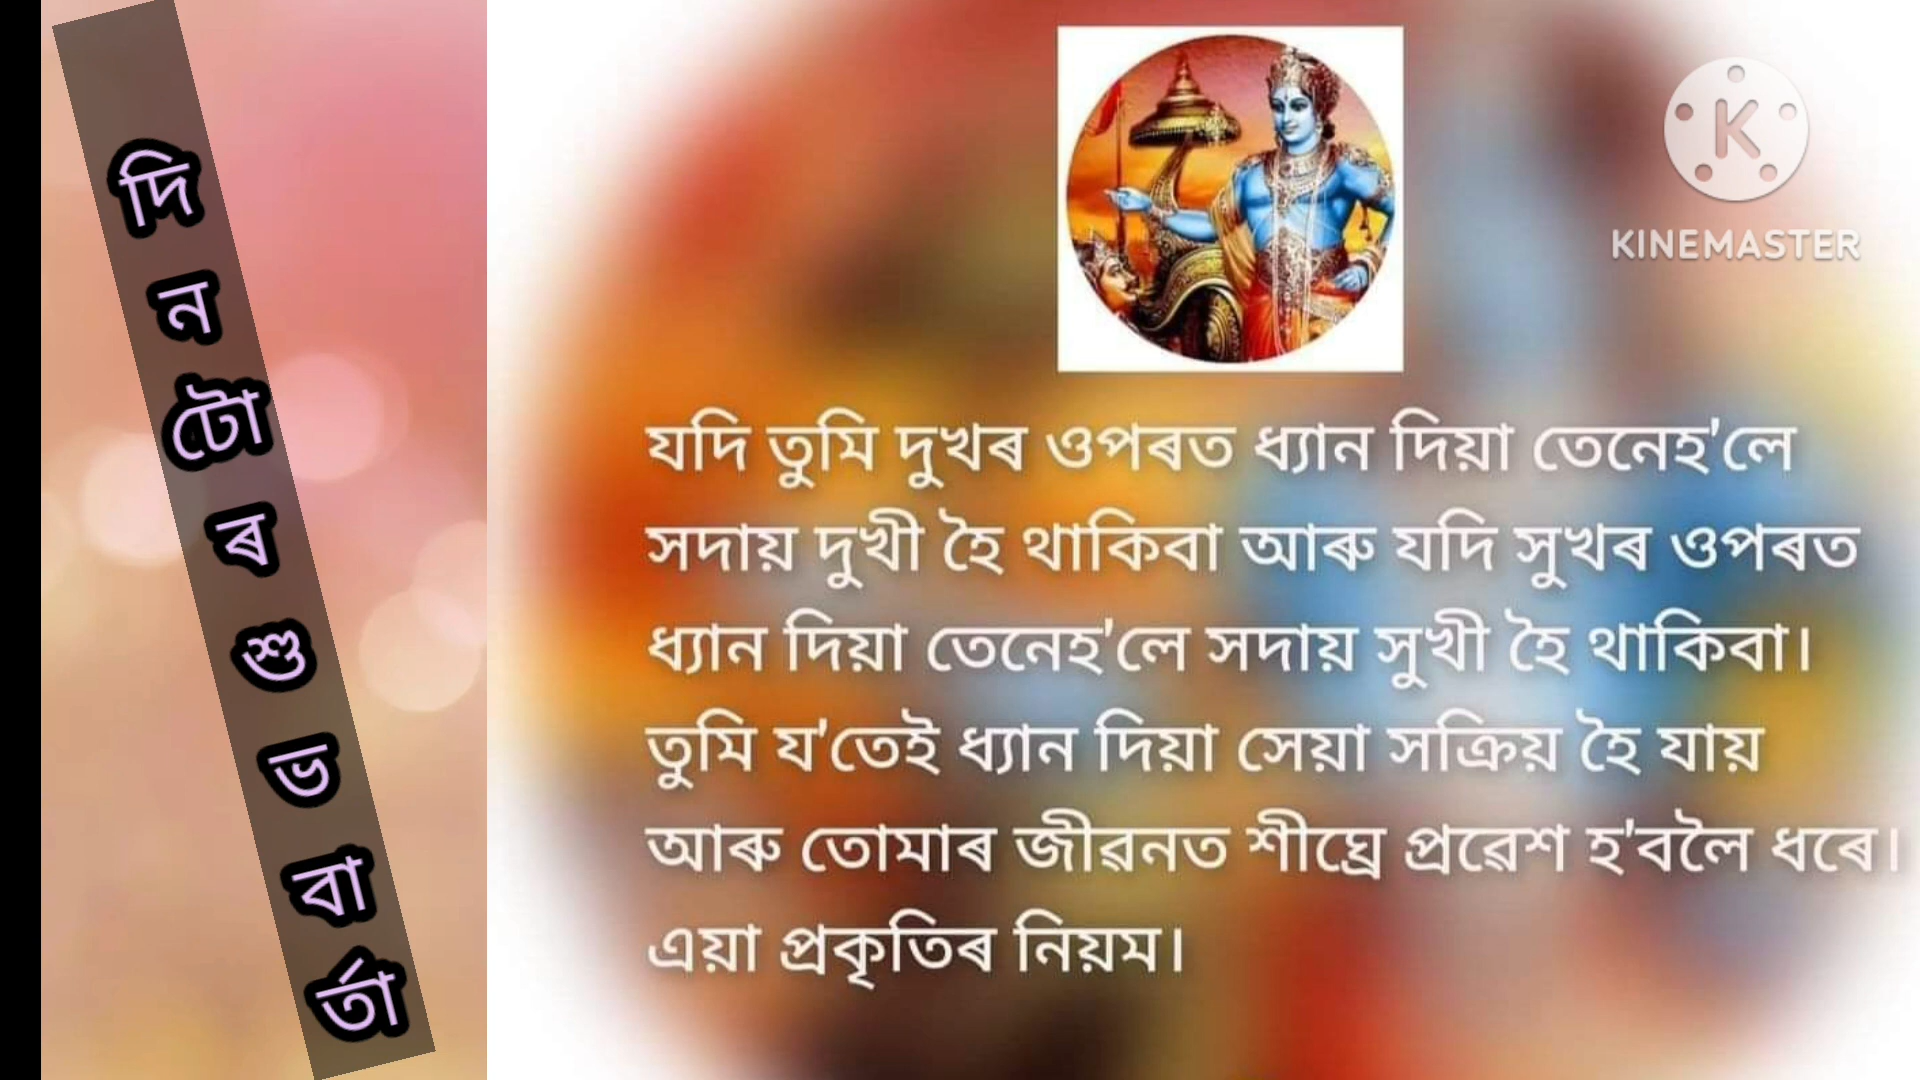 দিনটোৰ শুভ বাৰ্তা
K
KINEMASTER
যদি তুমি দুখৰ ওপৰত ধ্যান দিয়া তেনেহ'লে
সদায় দুখী হৈ থাকিবা আৰু যদি সুখৰ ওপৰত
ধ্যান দিয়া তেনেহ'লে সদায় সুখী হৈ থাকিবা।
তুমি য'তেই ধ্যান দিয়া সেয়া সক্ৰিয় হৈ যায়
আৰু তোমাৰ জীৱনত শীঘ্ৰে প্ৰৱেশ হ'বলৈ ধৰে।
এয়া প্ৰকৃতিৰ নিয়ম।